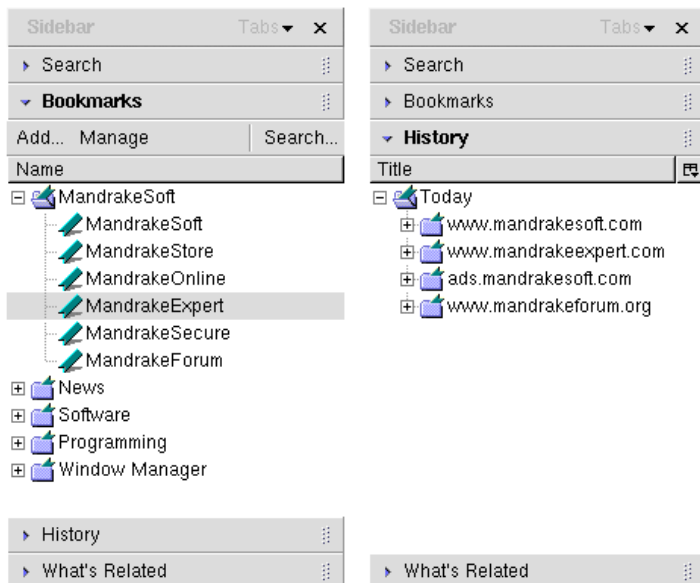 Sidebar Tabs
Search
Bookmarks
Add... Manage Search...
Name
MandrakeSoft
MandrakeSoft
MandrakeStore
MandrakeOnline
MandrakeExpert
MandrakeSecure
MandrakeForum
News
Software
Programming
Window Manager
History
What's Related
Sidebar Tabs
Search
Bookmarks
History
Title
Today
www.mandrakesoft.com
www.mandrakeexpert.com
ads.mandrakesoft.com
www.mandrakeforum.org
What's Related